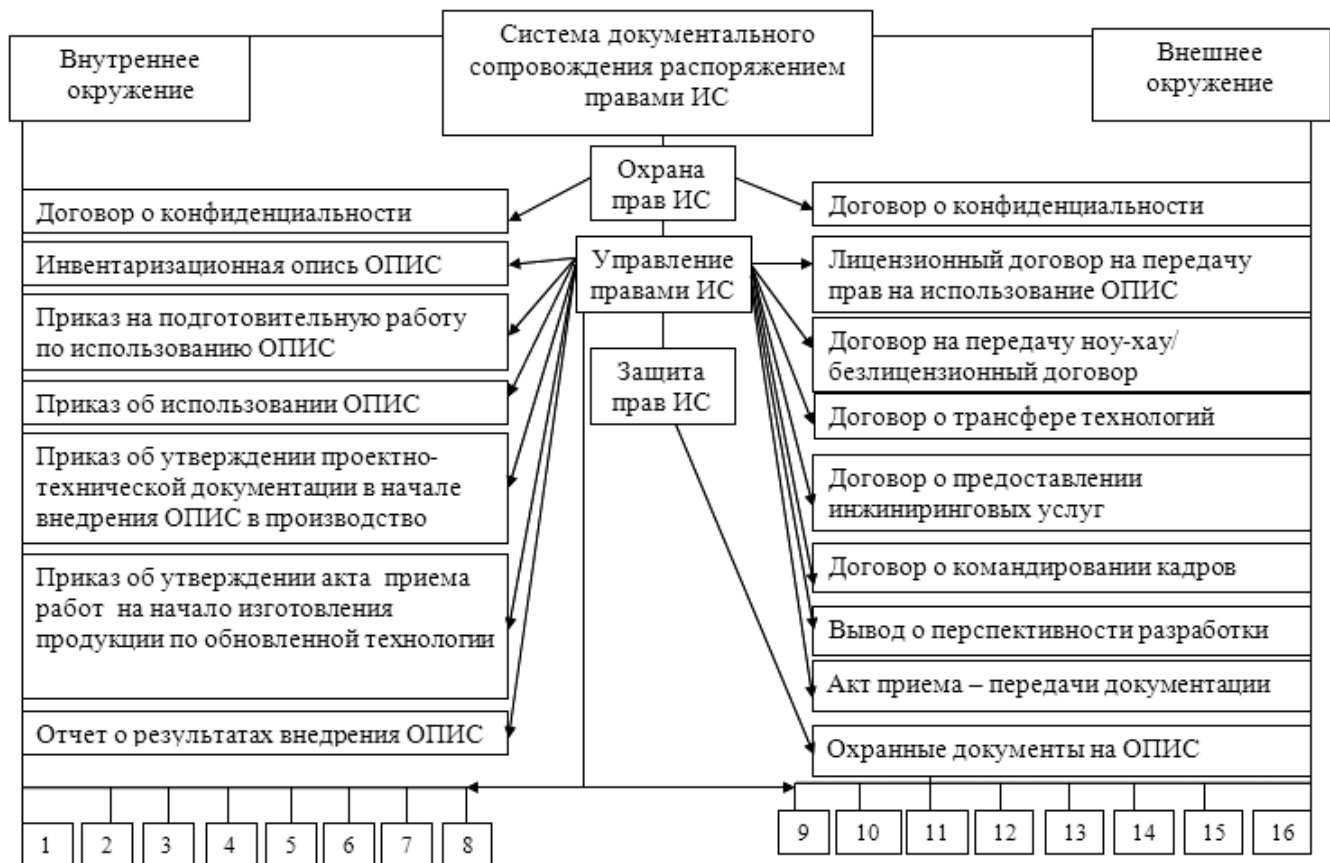 Внутреннее
окружение
Система документального
сопровождения распоряжением
правами ИС
Внешнее
окружение
Охрана
прав ИС
Управление
правами ИС
Защита
прав ИС
Договор о конфиденциальности
Инвентаризационная опись ОПИС
Приказ на подготовительную работу
по использованию ОПИС
Приказ об использовании ОПИС
Приказ об утверждении проектно-
технической документации в начале
внедрения ОПИС в производство
Приказ об утверждении акта приема
работ на начало изготовления
продукции по обновленной технологии
Отчет о результатах внедрения ОПИС
Договор о конфиденциальности
Лицензионный договор на передачу
прав на использование ОПИС
Договор на передачу ноу-хау/
безлицензионный договор
Договор о трансфере технологий
Договор о предоставлении
инжиниринговых услуг
Договор о командировании кадров
Вывод о перспективности разработки
Акт приема – передачи документации
Охранные документы на ОПИС
1 2 3 4 5 6 7 8 9 10 11 12 13 14 15 16